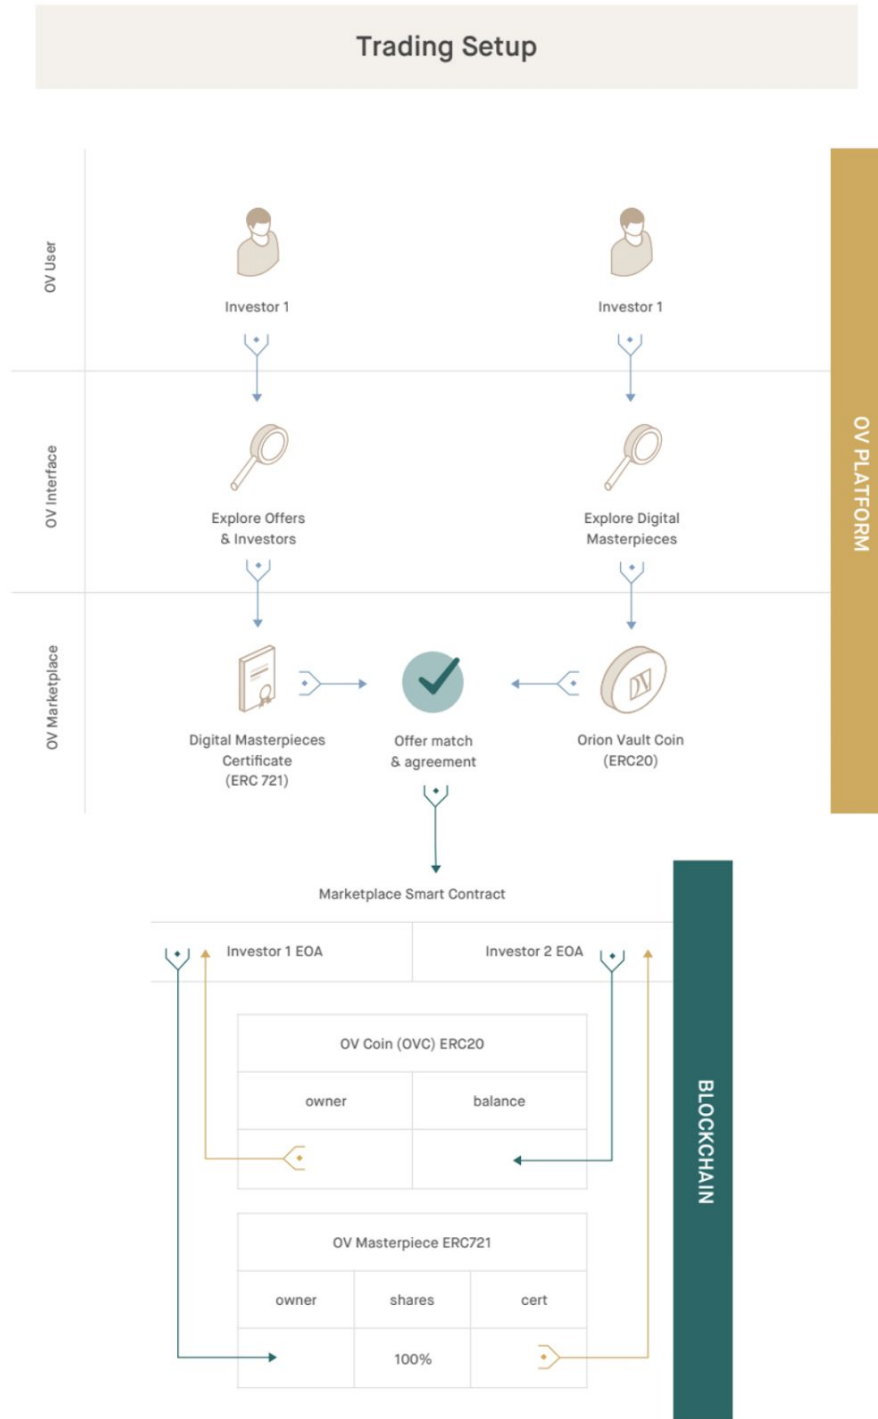 Trading Setup
OV User
Investor 1
Investor 1
OV PLATFORM
OV Interface
Explore Offers
& Investors
Explore Digital
Masterpieces
OV Marketplace
Digital Masterpieces
Certificate
(ERC 721)
Offer match
& agreement
OV
Orion Vault Coin
(ERC20)
Marketplace Smart Contract
Investor 1 EOA
Investor 2 EOA
BLOCKCHAIN
OV Coin (OVC) ERC20
owner
balance
OV Masterpiece ERC721
owner
shares
cert
100%